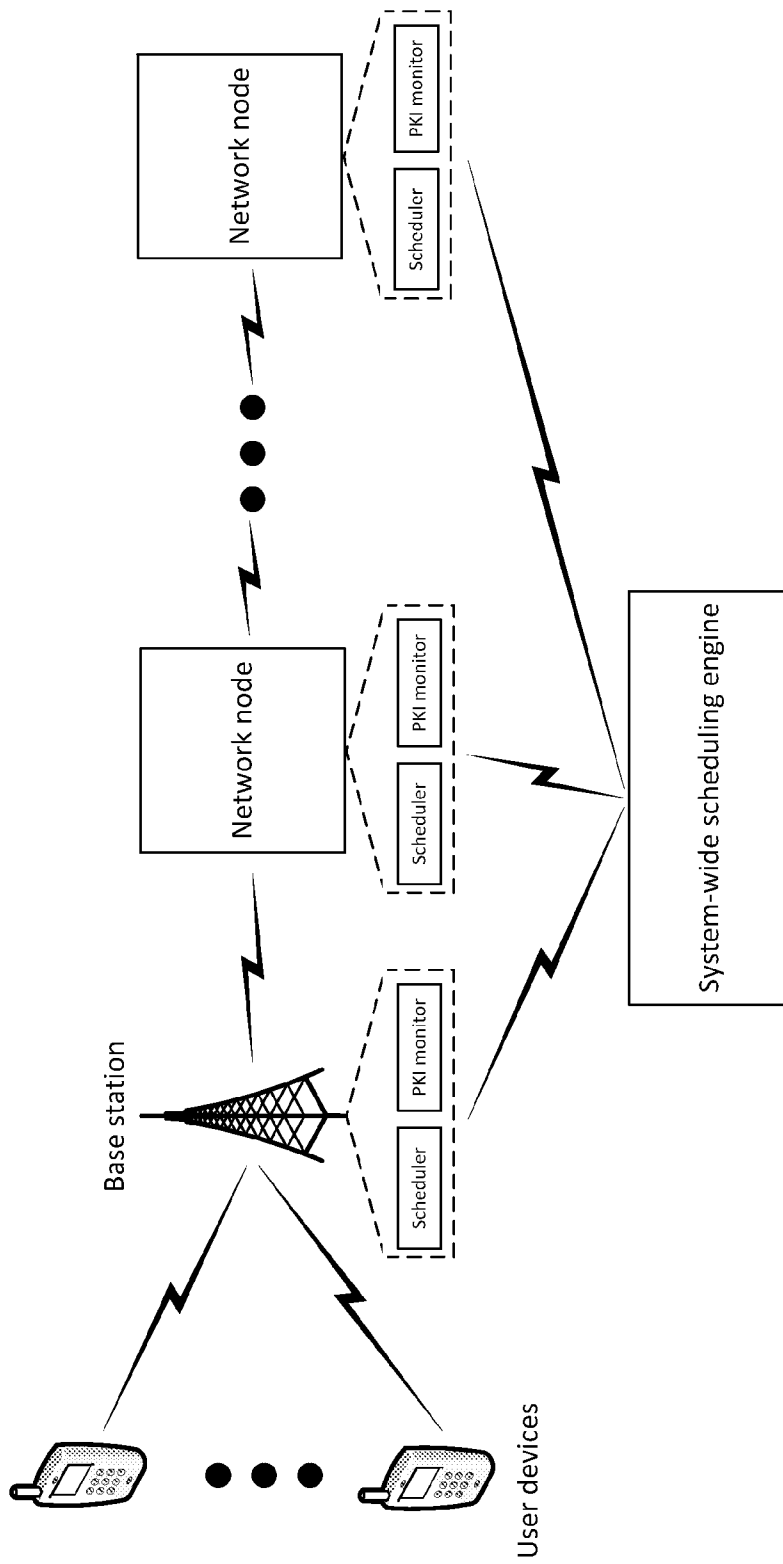 Base station
Network node
Network node
Scheduler
PKI monitor
Scheduler
PKI monitor
Scheduler
PKI monitor
User devices
System-wide scheduling engine